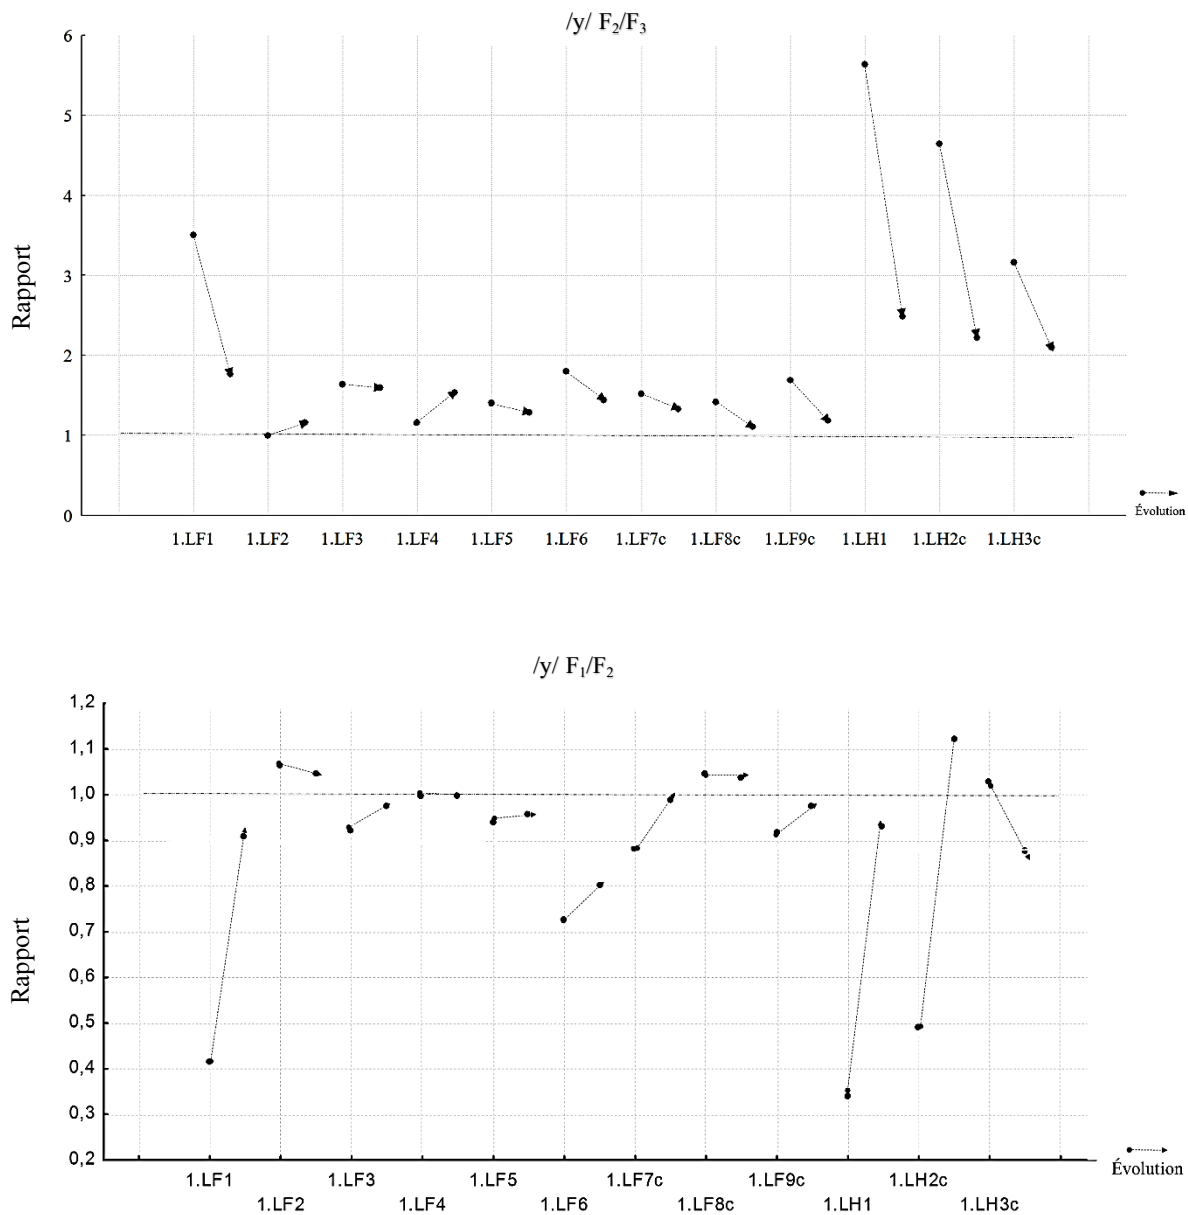 /y/ F₂/F₃
6
5
4
3
2
1
0
Rapport
1.LF1 1.LF2 1.LF3 1.LF4 1.LF5 1.LF6 1.LF7c 1.LF8c 1.LF9c 1.LH1 1.LH2c 1.LH3c
Évolution
/y/ F₁/F₂
1,2
1,1
1,0
0,9
0,8
0,7
0,6
0,5
0,4
0,3
0,2
Rapport
1.LF1 1.LF3 1.LF5 1.LF7c 1.LF9c 1.LH2c
1.LF2 1.LF4 1.LF6 1.LF8c 1.LH1 1.LH3c
Évolution